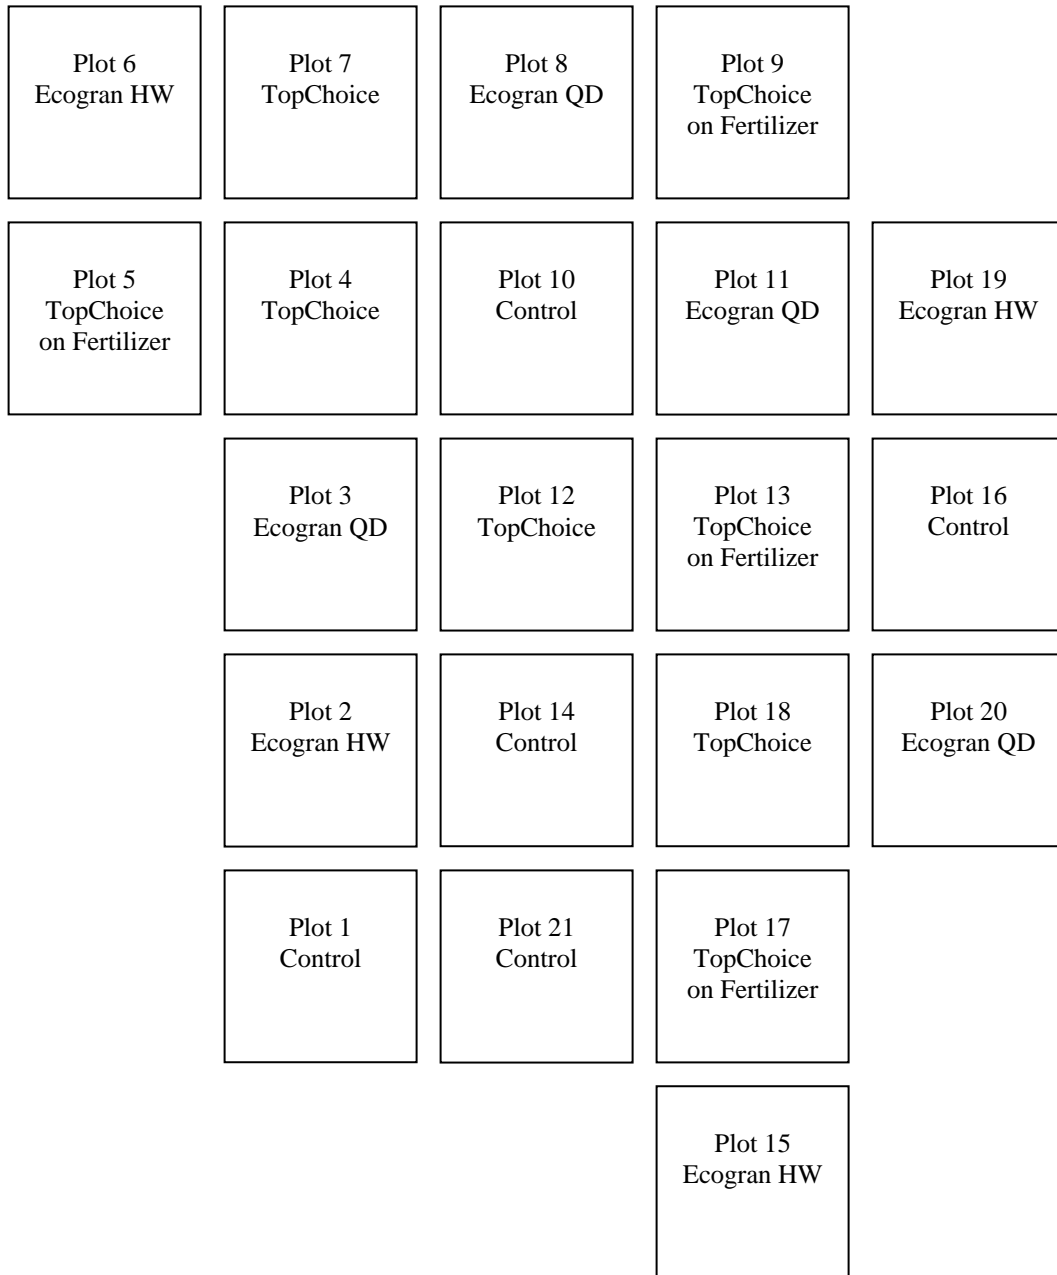 Plot 6
Ecogran HW
Plot 7
TopChoice
Plot 8
Ecogran QD
Plot 9
TopChoice
on Fertilizer
Plot 5
TopChoice
on Fertilizer
Plot 4
TopChoice
Plot 10
Control
Plot 11
Ecogran QD
Plot 19
Ecogran HW
Plot 3
Ecogran QD
Plot 12
TopChoice
Plot 13
TopChoice
on Fertilizer
Plot 16
Control
Plot 2
Ecogran HW
Plot 14
Control
Plot 18
TopChoice
Plot 20
Ecogran QD
Plot 1
Control
Plot 21
Control
Plot 17
TopChoice
on Fertilizer
Plot 15
Ecogran HW